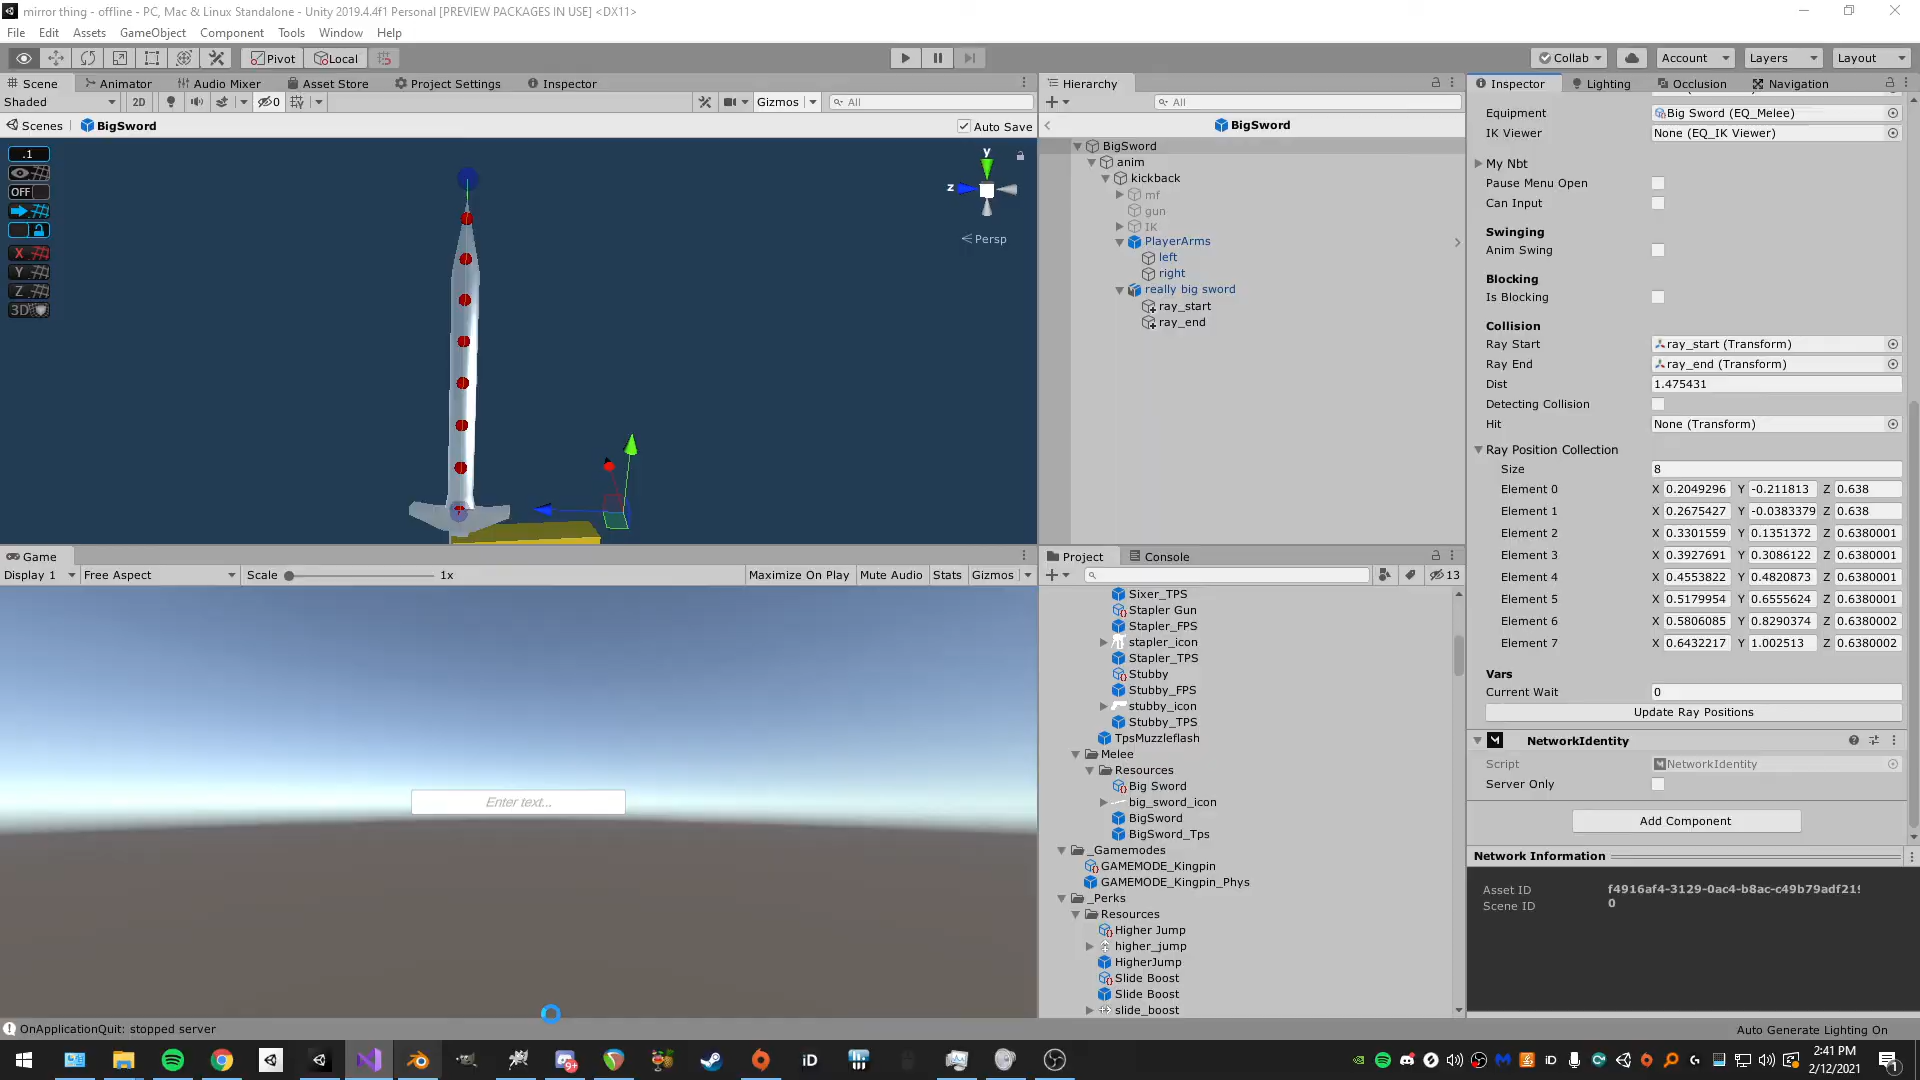 mirror thing - offline - PC, Mac & Linux Standalone - Unity 2019.4.4f1 Personal [PREVIEW PACKAGES IN USE] <DX11>
File Edit Assets GameObject Component Tools Window Help
Pivot Local Collab Account Layers Layout
Scene Animator Audio Mixer Asset Store Project Settings Inspector
Shaded 2D 0 Gizmos All
Scenes BigSword Auto Save
.1
OFF
X
Y
Z
3D
y
z
Persp
Game
Display 1 Free Aspect Scale 1x Maximize On Play Mute Audio Stats Gizmos
Enter text...
Hierarchy
All
BigSword
BigSword
anim
kickback
mf
gun
IK
PlayerArms
left
right
really big sword
ray_start
ray_end
Project Console
13
Sixer_TPS
Stapler Gun
Stapler_FPS
stapler_icon
Stapler_TPS
Stubby
Stubby_FPS
stubby_icon
Stubby_TPS
TpsMuzzleflash
Melee
Resources
Big Sword
big_sword_icon
BigSword
BigSword_Tps
_Gamemodes
GAMEMODE_Kingpin
GAMEMODE_Kingpin_Phys
_Perks
Resources
Higher Jump
higher_jump
HigherJump
Slide Boost
Slide Boost
slide_boost
Inspector Lighting Occlusion Navigation
Equipment Big Sword (EQ_Melee)
IK Viewer None (EQ_IK Viewer)
My Nbt
Pause Menu Open
Can Input
Swinging
Anim Swing
Blocking
Is Blocking
Collision
Ray Start ray_start (Transform)
Ray End ray_end (Transform)
Dist 1.475431
Detecting Collision
Hit None (Transform)
Ray Position Collection
Size 8
Element 0 X 0.2049296 Y -0.211813 Z 0.638
Element 1 X 0.2675427 Y -0.0383379 Z 0.638
Element 2 X 0.3301559 Y 0.1351372 Z 0.6380001
Element 3 X 0.3927691 Y 0.3086122 Z 0.6380001
Element 4 X 0.4553822 Y 0.4820873 Z 0.6380001
Element 5 X 0.5179954 Y 0.6555624 Z 0.6380001
Element 6 X 0.5806085 Y 0.8290374 Z 0.6380002
Element 7 X 0.6432217 Y 1.002513 Z 0.6380002
Vars
Current Wait 0
Update Ray Positions
NetworkIdentity
Script NetworkIdentity
Server Only
Add Component
Network Information
Asset ID f4916af4-3129-0ac4-b8ac-c49b79adf21
Scene ID 0
OnApplicationQuit: stopped server
Auto Generate Lighting On
iD
2:41 PM
2/12/2021